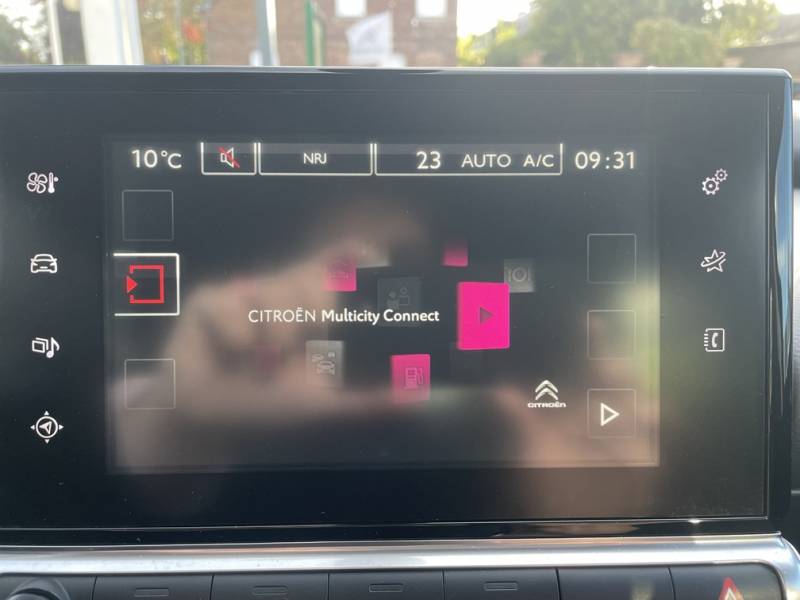 10°C NRJ 23 AUTO A/C 09:31
CITROËN Multicity Connect
CITROËN